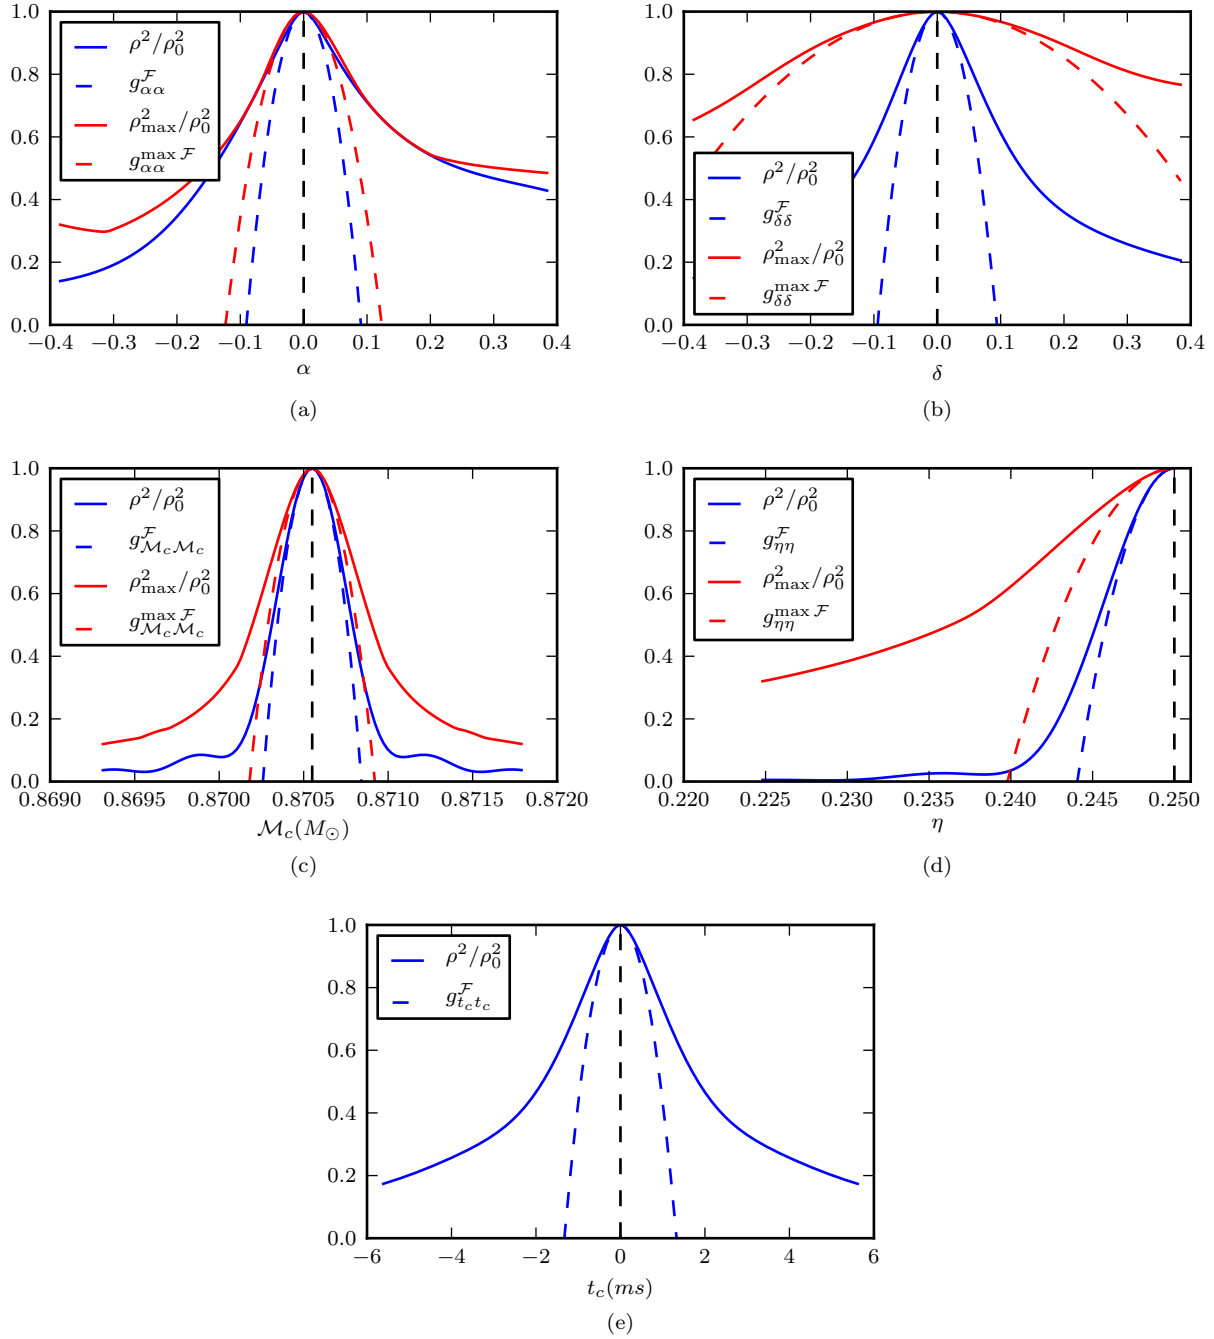 1.0
0.8
0.6
0.4
0.2
0.0
−0.4 −0.3 −0.2 −0.1 0.0 0.1 0.2 0.3 0.4
α
ρ²/ρ₀²
g^ℱ_αα
ρ²_max/ρ₀²
g^max ℱ_αα
(a)
1.0
0.8
0.6
0.4
0.2
0.0
−0.4 −0.3 −0.2 −0.1 0.0 0.1 0.2 0.3 0.4
δ
ρ²/ρ₀²
g^ℱ_δδ
ρ²_max/ρ₀²
g^max ℱ_δδ
(b)
1.0
0.8
0.6
0.4
0.2
0.0
0.8690 0.8695 0.8700 0.8705 0.8710 0.8715 0.8720
ℳ_c(M_⊙)
ρ²/ρ₀²
g^ℱ_ℳ_cℳ_c
ρ²_max/ρ₀²
g^max ℱ_ℳ_cℳ_c
(c)
1.0
0.8
0.6
0.4
0.2
0.0
0.220 0.225 0.230 0.235 0.240 0.245 0.250
η
ρ²/ρ₀²
g^ℱ_ηη
ρ²_max/ρ₀²
g^max ℱ_ηη
(d)
1.0
0.8
0.6
0.4
0.2
0.0
−6 −4 −2 0 2 4 6
t_c(ms)
ρ²/ρ₀²
g^ℱ_t_ct_c
(e)